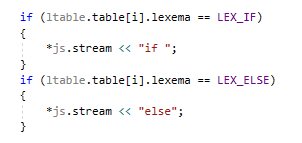 if (ltable.table[i].lexema == LEX_IF)
{
    *js.stream << "if ";
}
if (ltable.table[i].lexema == LEX_ELSE)
{
    *js.stream << "else";
}